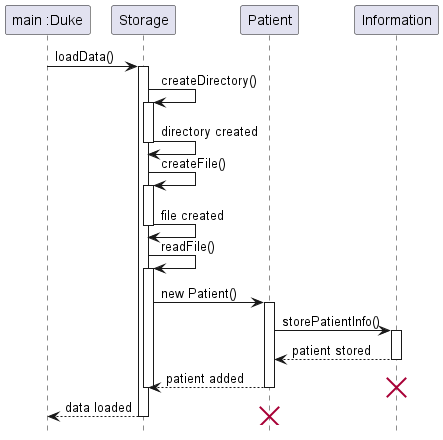 main :Duke
Storage
Patient
Information
loadData()
createDirectory()
directory created
createFile()
file created
readFile()
new Patient()
storePatientInfo()
patient stored
patient added
data loaded